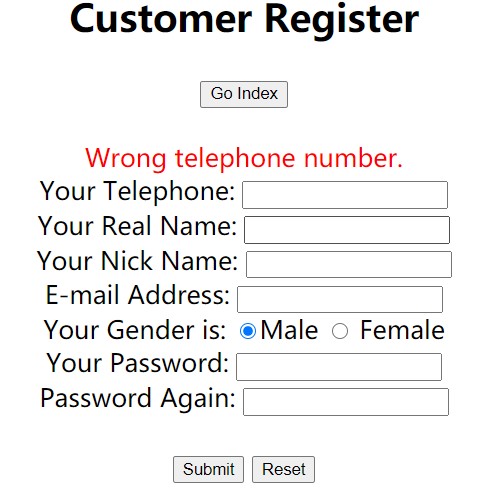 Customer Register
Go Index
Wrong telephone number.
Your Telephone:
Your Real Name:
Your Nick Name:
E-mail Address:
Your Gender is: Male Female
Your Password:
Password Again:
Submit Reset